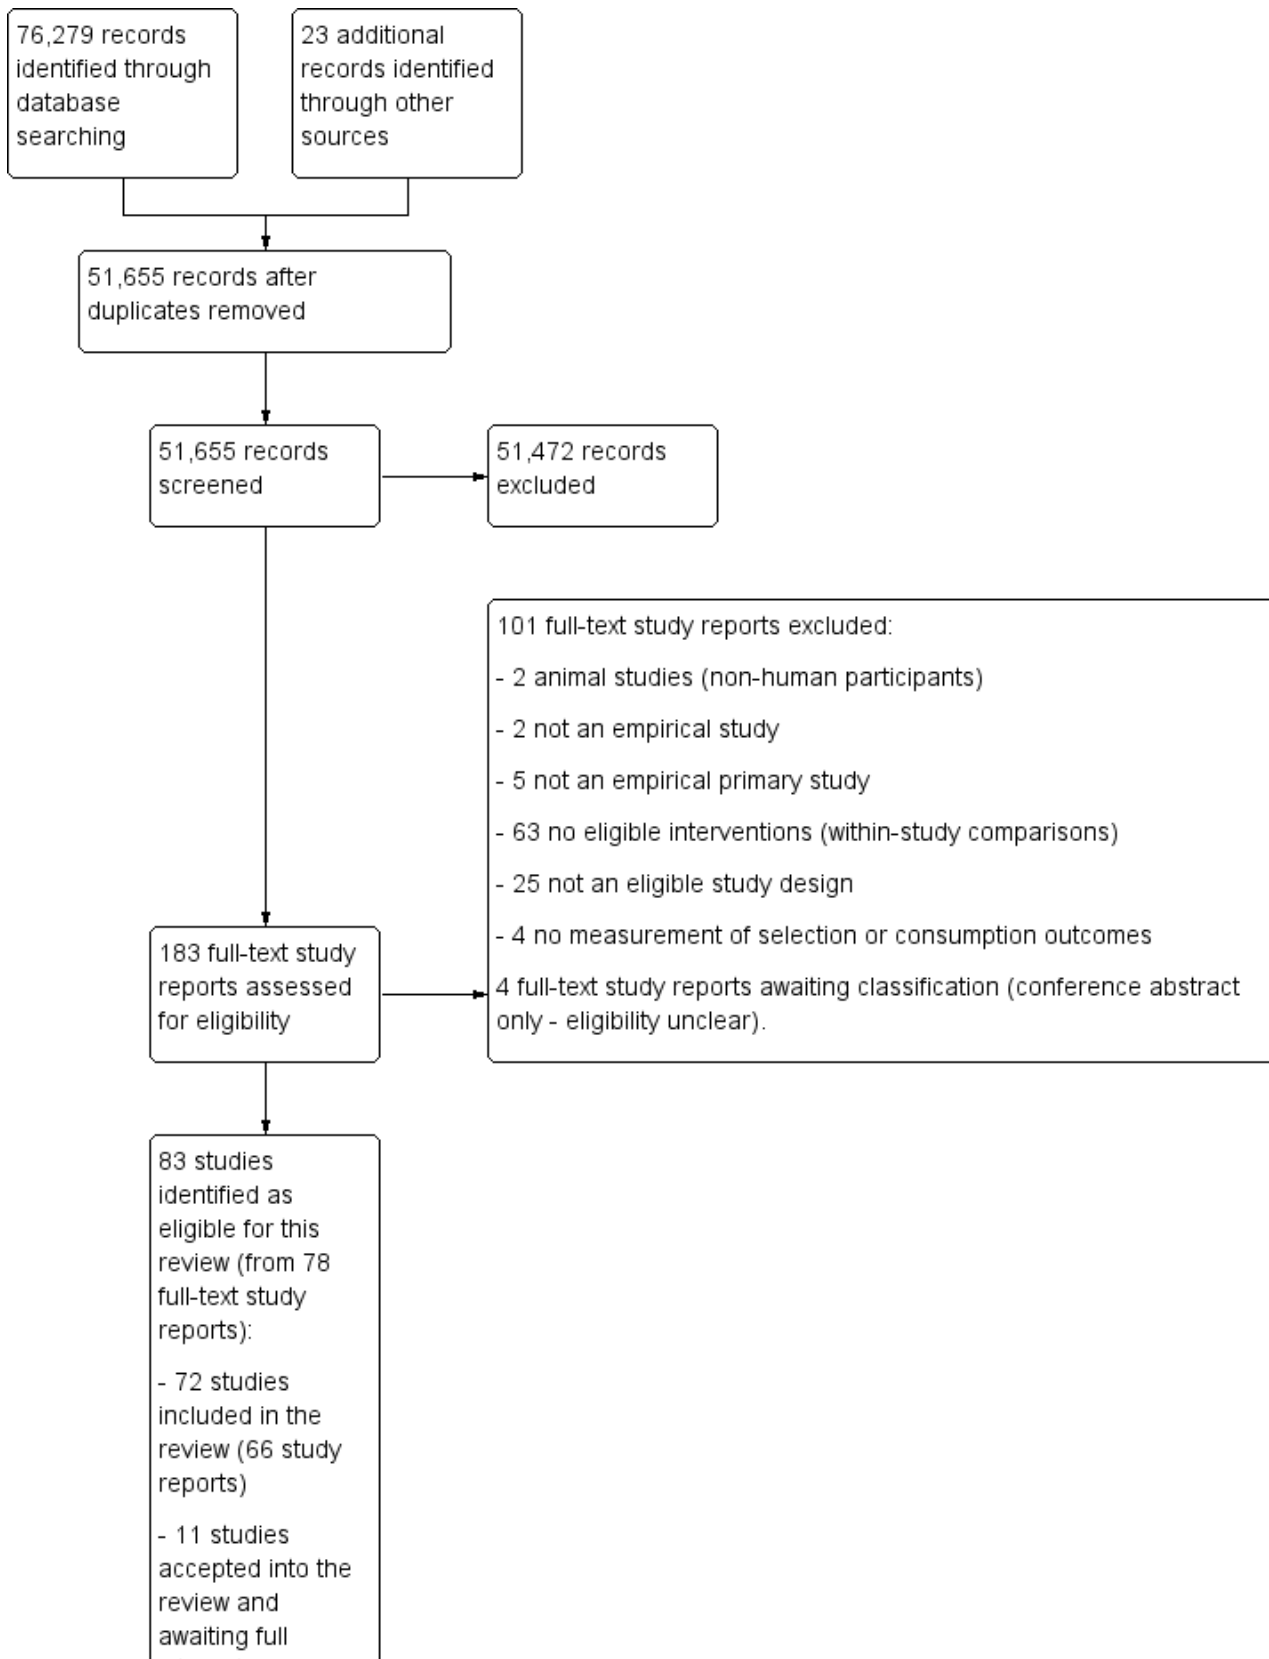 76,279 records
identified through
database
searching
23 additional
records identified
through other
sources
51,655 records after
duplicates removed
51,655 records
screened
51,472 records
excluded
101 full-text study reports excluded:
- 2 animal studies (non-human participants)
- 2 not an empirical study
- 5 not an empirical primary study
- 63 no eligible interventions (within-study comparisons)
- 25 not an eligible study design
- 4 no measurement of selection or consumption outcomes
4 full-text study reports awaiting classification (conference abstract
only - eligibility unclear).
183 full-text study
reports assessed
for eligibility
83 studies
identified as
eligible for this
review (from 78
full-text study
reports):
- 72 studies
included in the
review (66 study
reports)
- 11 studies
accepted into the
review and
awaiting full